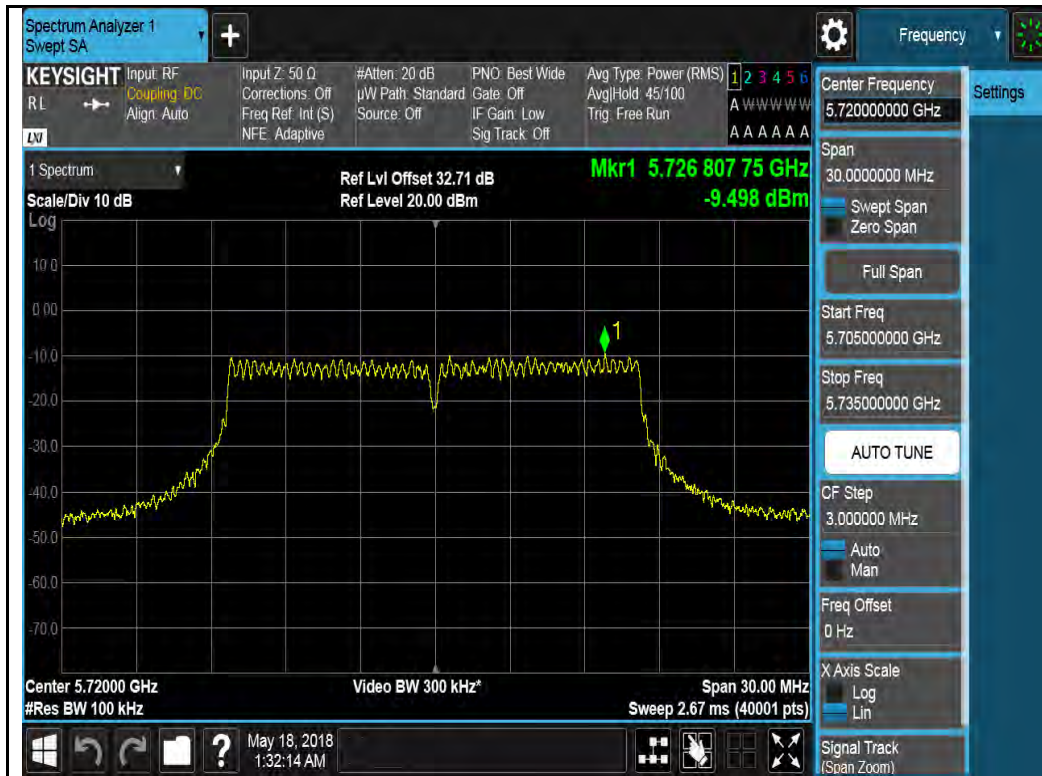 Spectrum Analyzer 1
Swept SA
+
Frequency
KEYSIGHT
R L
LXI
Input: RF
Coupling: DC
Align: Auto
Input Z: 50 Ω
Corrections: Off
Freq Ref: Int (S)
NFE: Adaptive
#Atten: 20 dB
µW Path: Standard
Source: Off
PNO: Best Wide
Gate: Off
IF Gain: Low
Sig Track: Off
Avg Type: Power (RMS)
Avg|Hold: 45/100
Trig: Free Run
1 2 3 4 5 6
A W W W W W
A A A A A A
1 Spectrum
Scale/Div 10 dB
Log
Ref Lvl Offset 32.71 dB
Ref Level 20.00 dBm
Mkr1 5.726 807 75 GHz
-9.498 dBm
10.0
0.00
-10.0
-20.0
-30.0
-40.0
-50.0
-60.0
-70.0
1
Center 5.72000 GHz
#Res BW 100 kHz
Video BW 300 kHz*
Span 30.00 MHz
Sweep 2.67 ms (40001 pts)
?
May 18, 2018
1:32:14 AM
Center Frequency
5.720000000 GHz
Span
30.0000000 MHz
Swept Span
Zero Span
Full Span
Start Freq
5.705000000 GHz
Stop Freq
5.735000000 GHz
AUTO TUNE
CF Step
3.000000 MHz
Auto
Man
Freq Offset
0 Hz
X Axis Scale
Log
Lin
Signal Track
(Span Zoom)
Settings